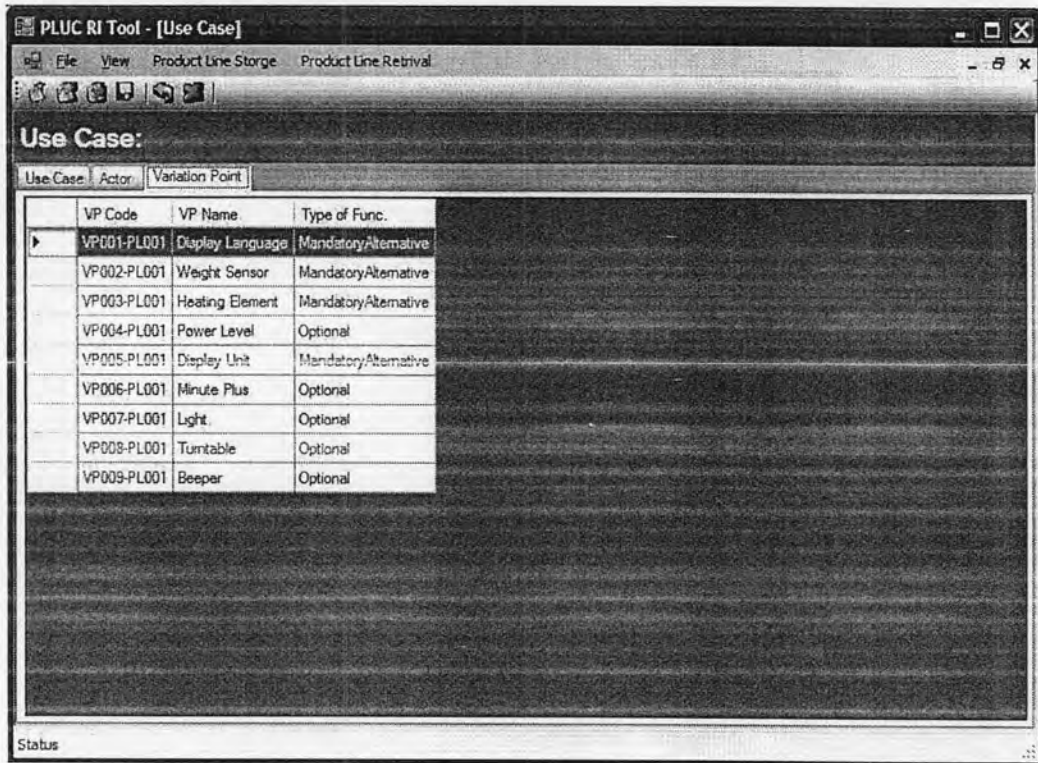 PLUC RI Tool - [Use Case]
File View Product Line Storge Product Line Retrival
Use Case:
Use Case Actor Variation Point
VP Code VP Name Type of Func.
VP001-PL001 Display Language MandatoryAlternative
VP002-PL001 Weight Sensor MandatoryAlternative
VP003-PL001 Heating Element MandatoryAlternative
VP004-PL001 Power Level Optional
VP005-PL001 Display Unit MandatoryAlternative
VP006-PL001 Minute Plus Optional
VP007-PL001 Light Optional
VP008-PL001 Turntable Optional
VP009-PL001 Beeper Optional
Status